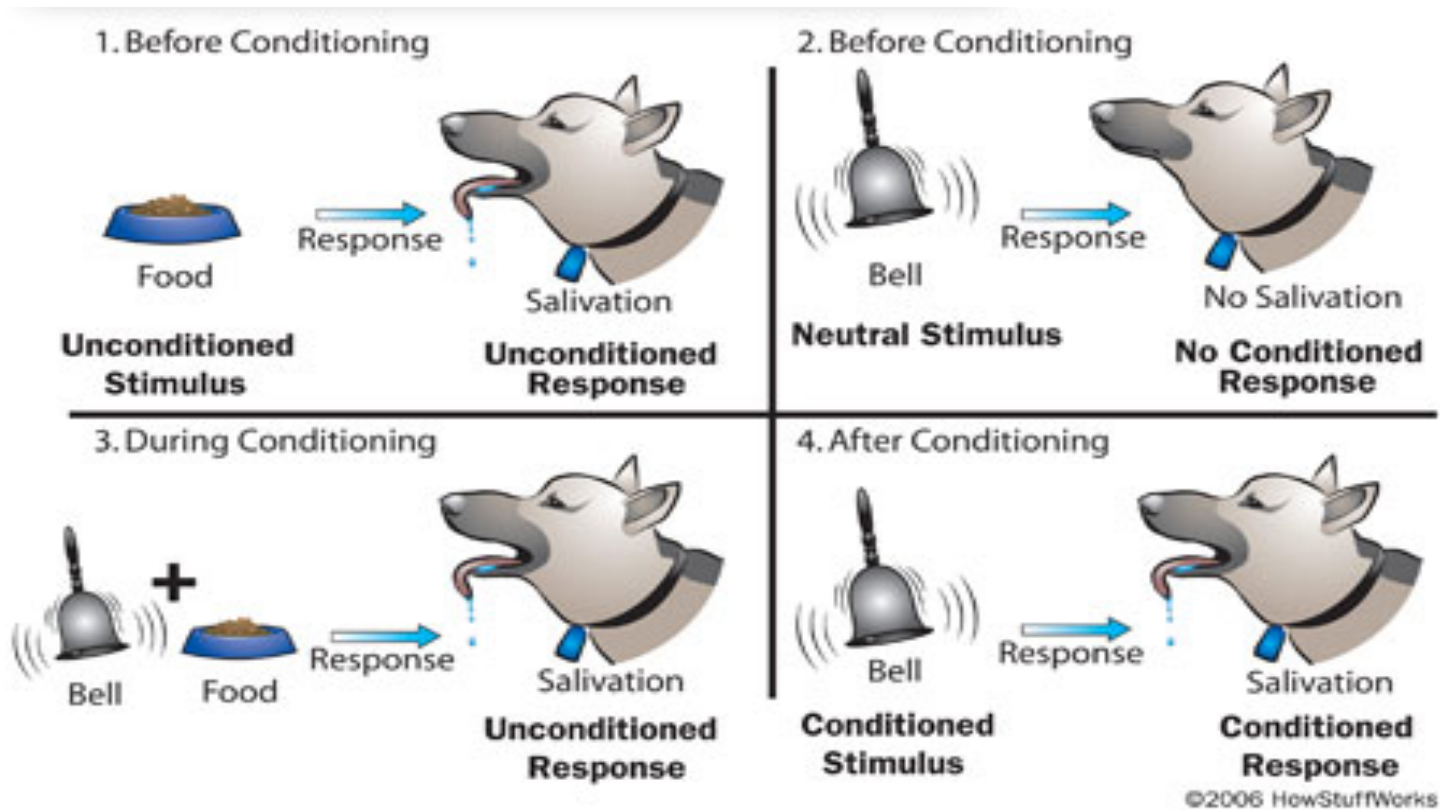 1. Before Conditioning
Food
Response
Salivation
Unconditioned
Stimulus
Unconditioned
Response
2. Before Conditioning
Bell
Response
No Salivation
Neutral Stimulus
No Conditioned
Response
3. During Conditioning
+
Bell
Food
Response
Salivation
Unconditioned
Response
4. After Conditioning
Bell
Response
Salivation
Conditioned
Stimulus
Conditioned
Response
©2006 HowStuffWorks